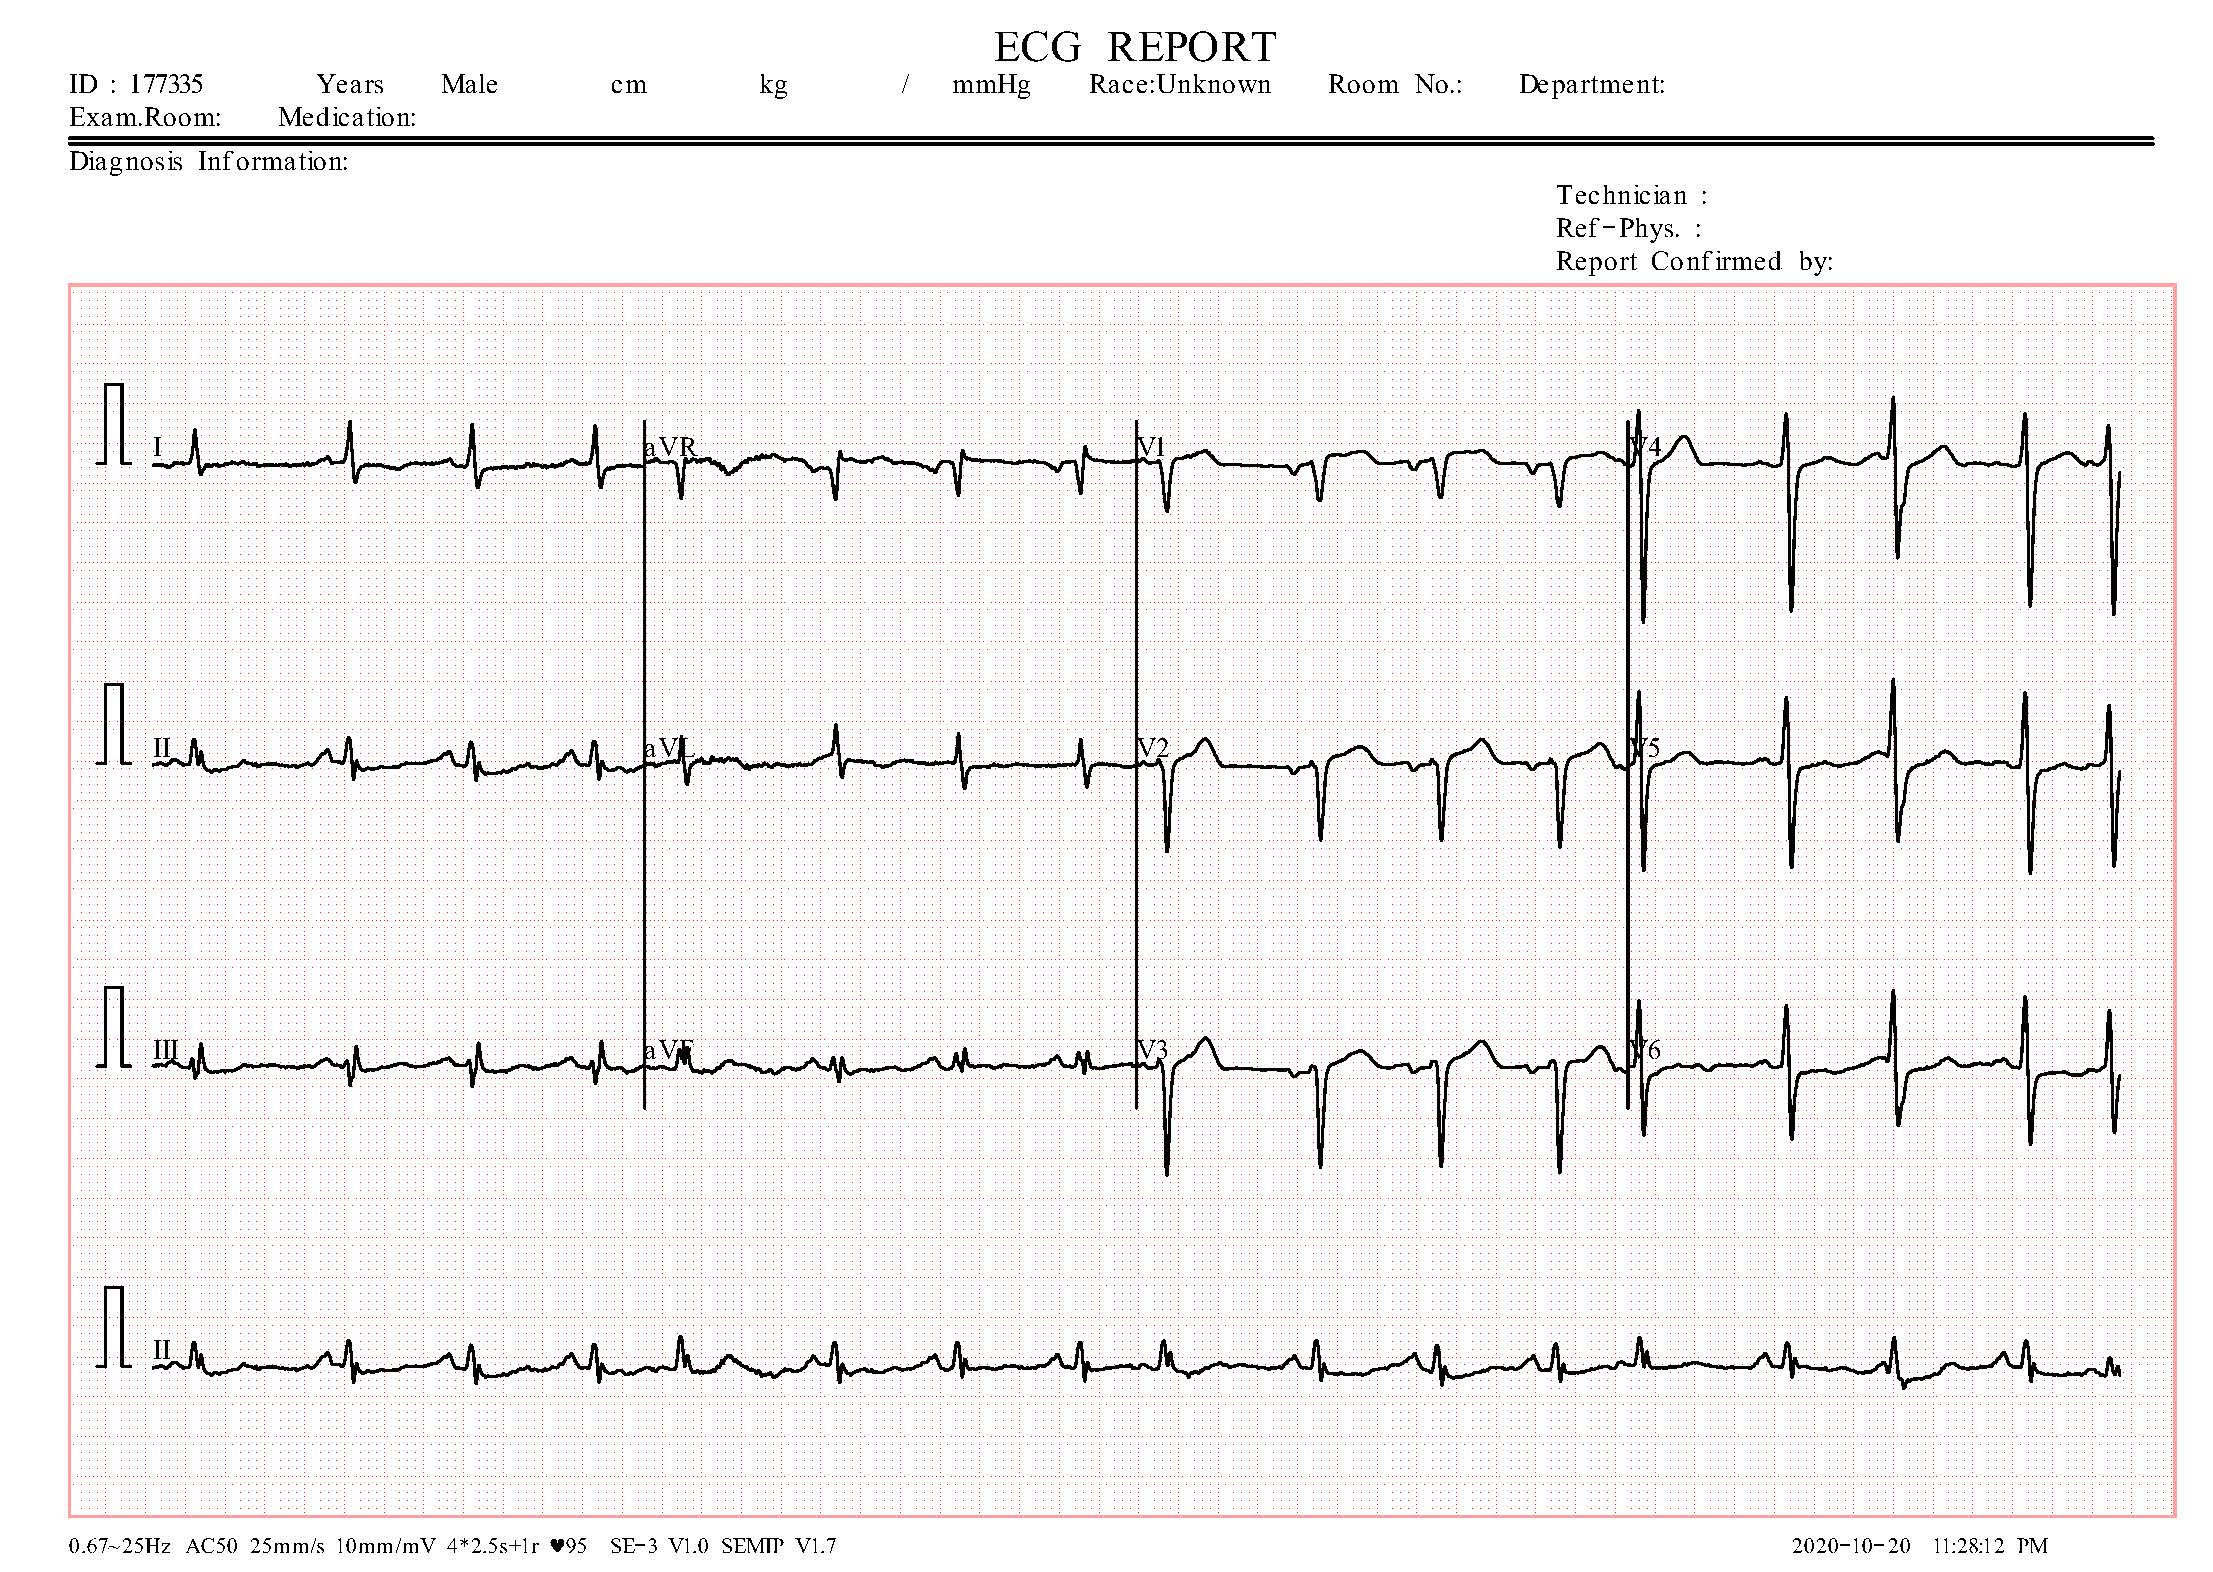 ECG REPORT
ID : 177335 Years Male cm kg / mmHg Race:Unknown Room No.: Department:
Exam.Room: Medication:
Diagnosis Information:
Technician :
Ref-Phys. :
Report Confirmed by:
I aVR V1 V4
II aVL V2 V5
III aVF V3 V6
II
0.67~25Hz AC50 25mm/s 10mm/mV 4*2.5s+1r ♥95 SE-3 V1.0 SEMIP V1.7 2020-10-20 11:28:12 PM